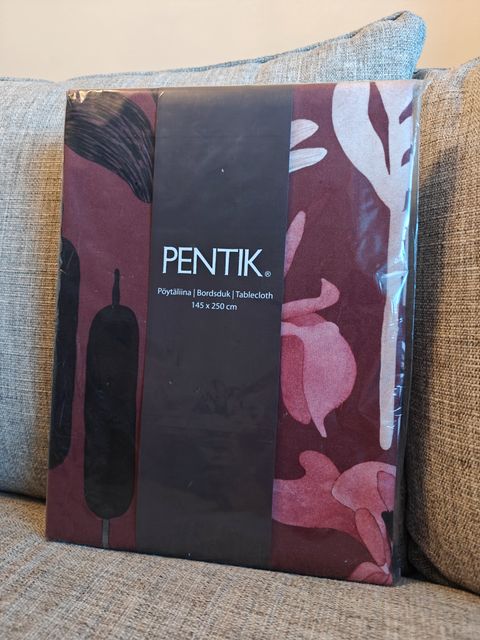 PENTIK®
Pöytäliina | Bordsduk | Tablecloth
145 x 250 cm